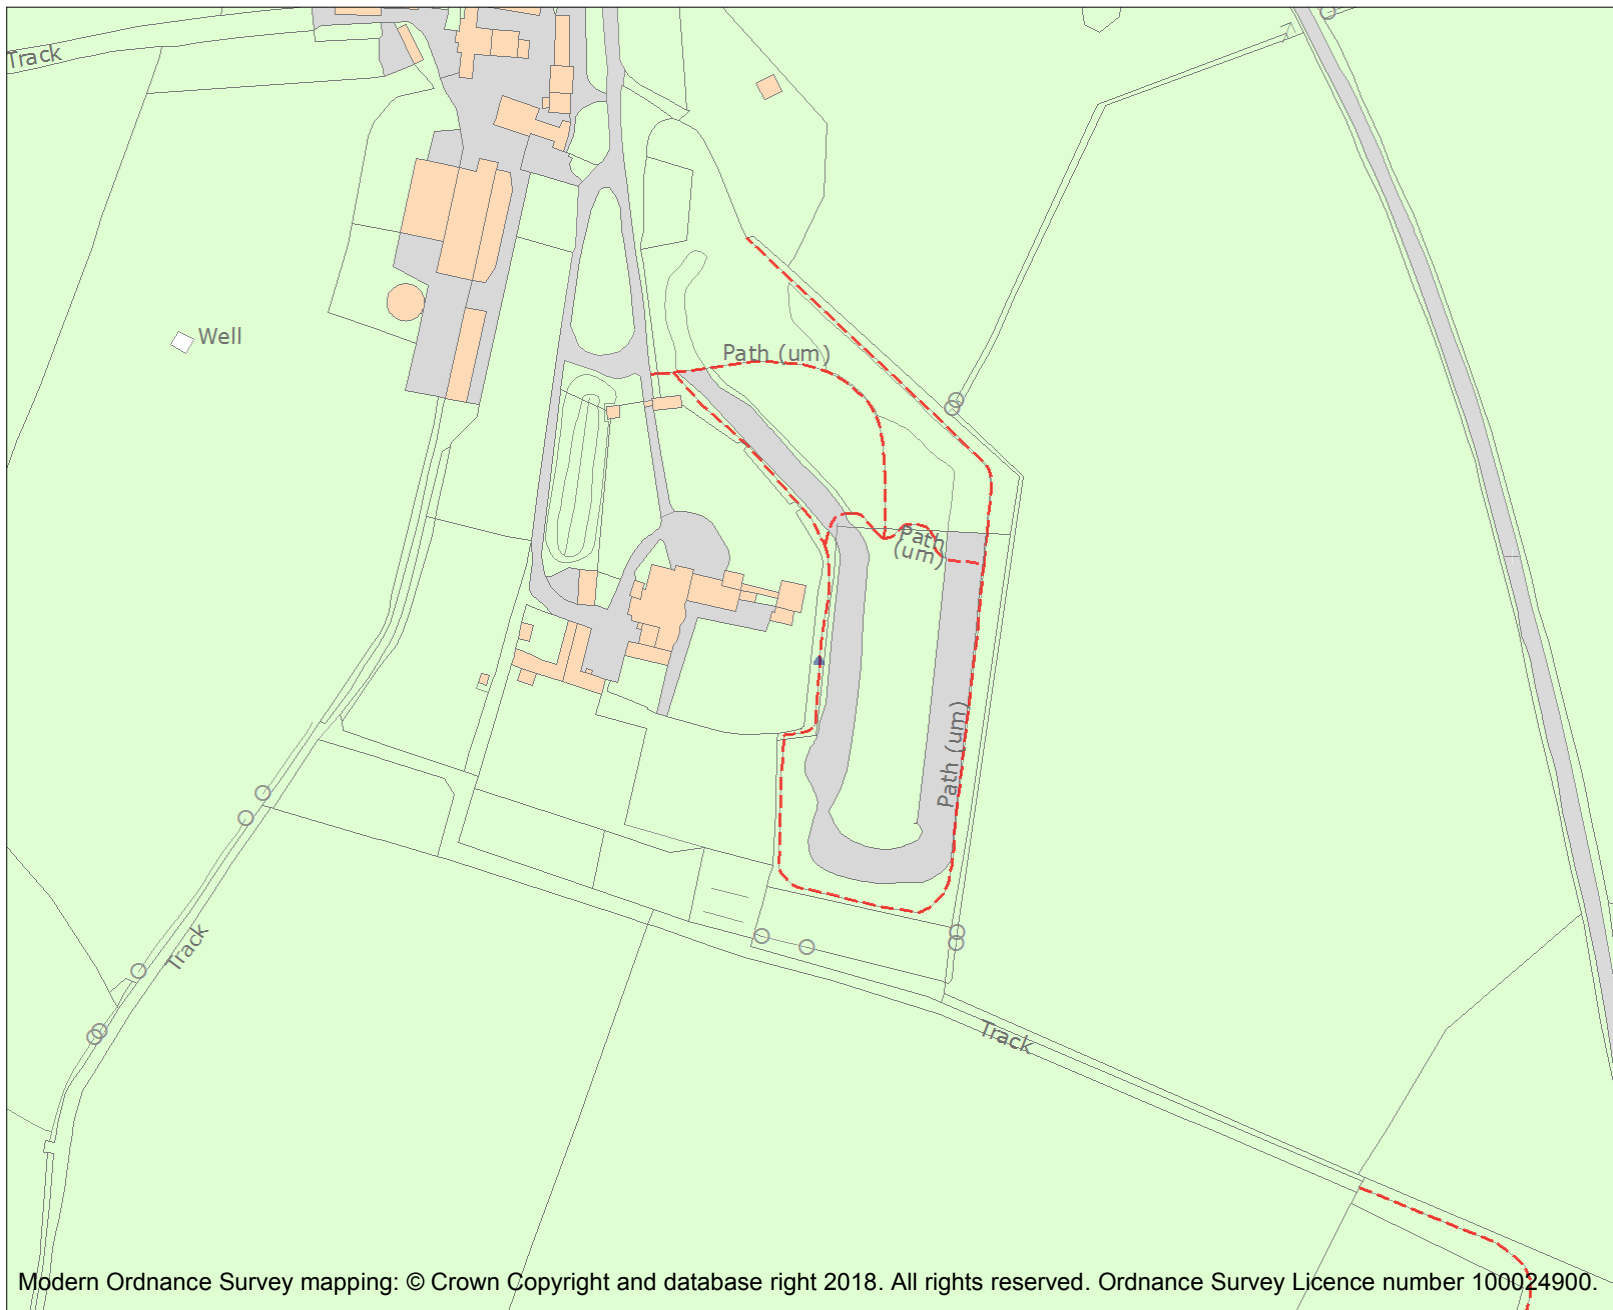 Track
Well
Path (um)
Path
(um)
Path (um)
Track
Track
Modern Ordnance Survey mapping: © Crown Copyright and database right 2018. All rights reserved. Ordnance Survey Licence number 100024900.